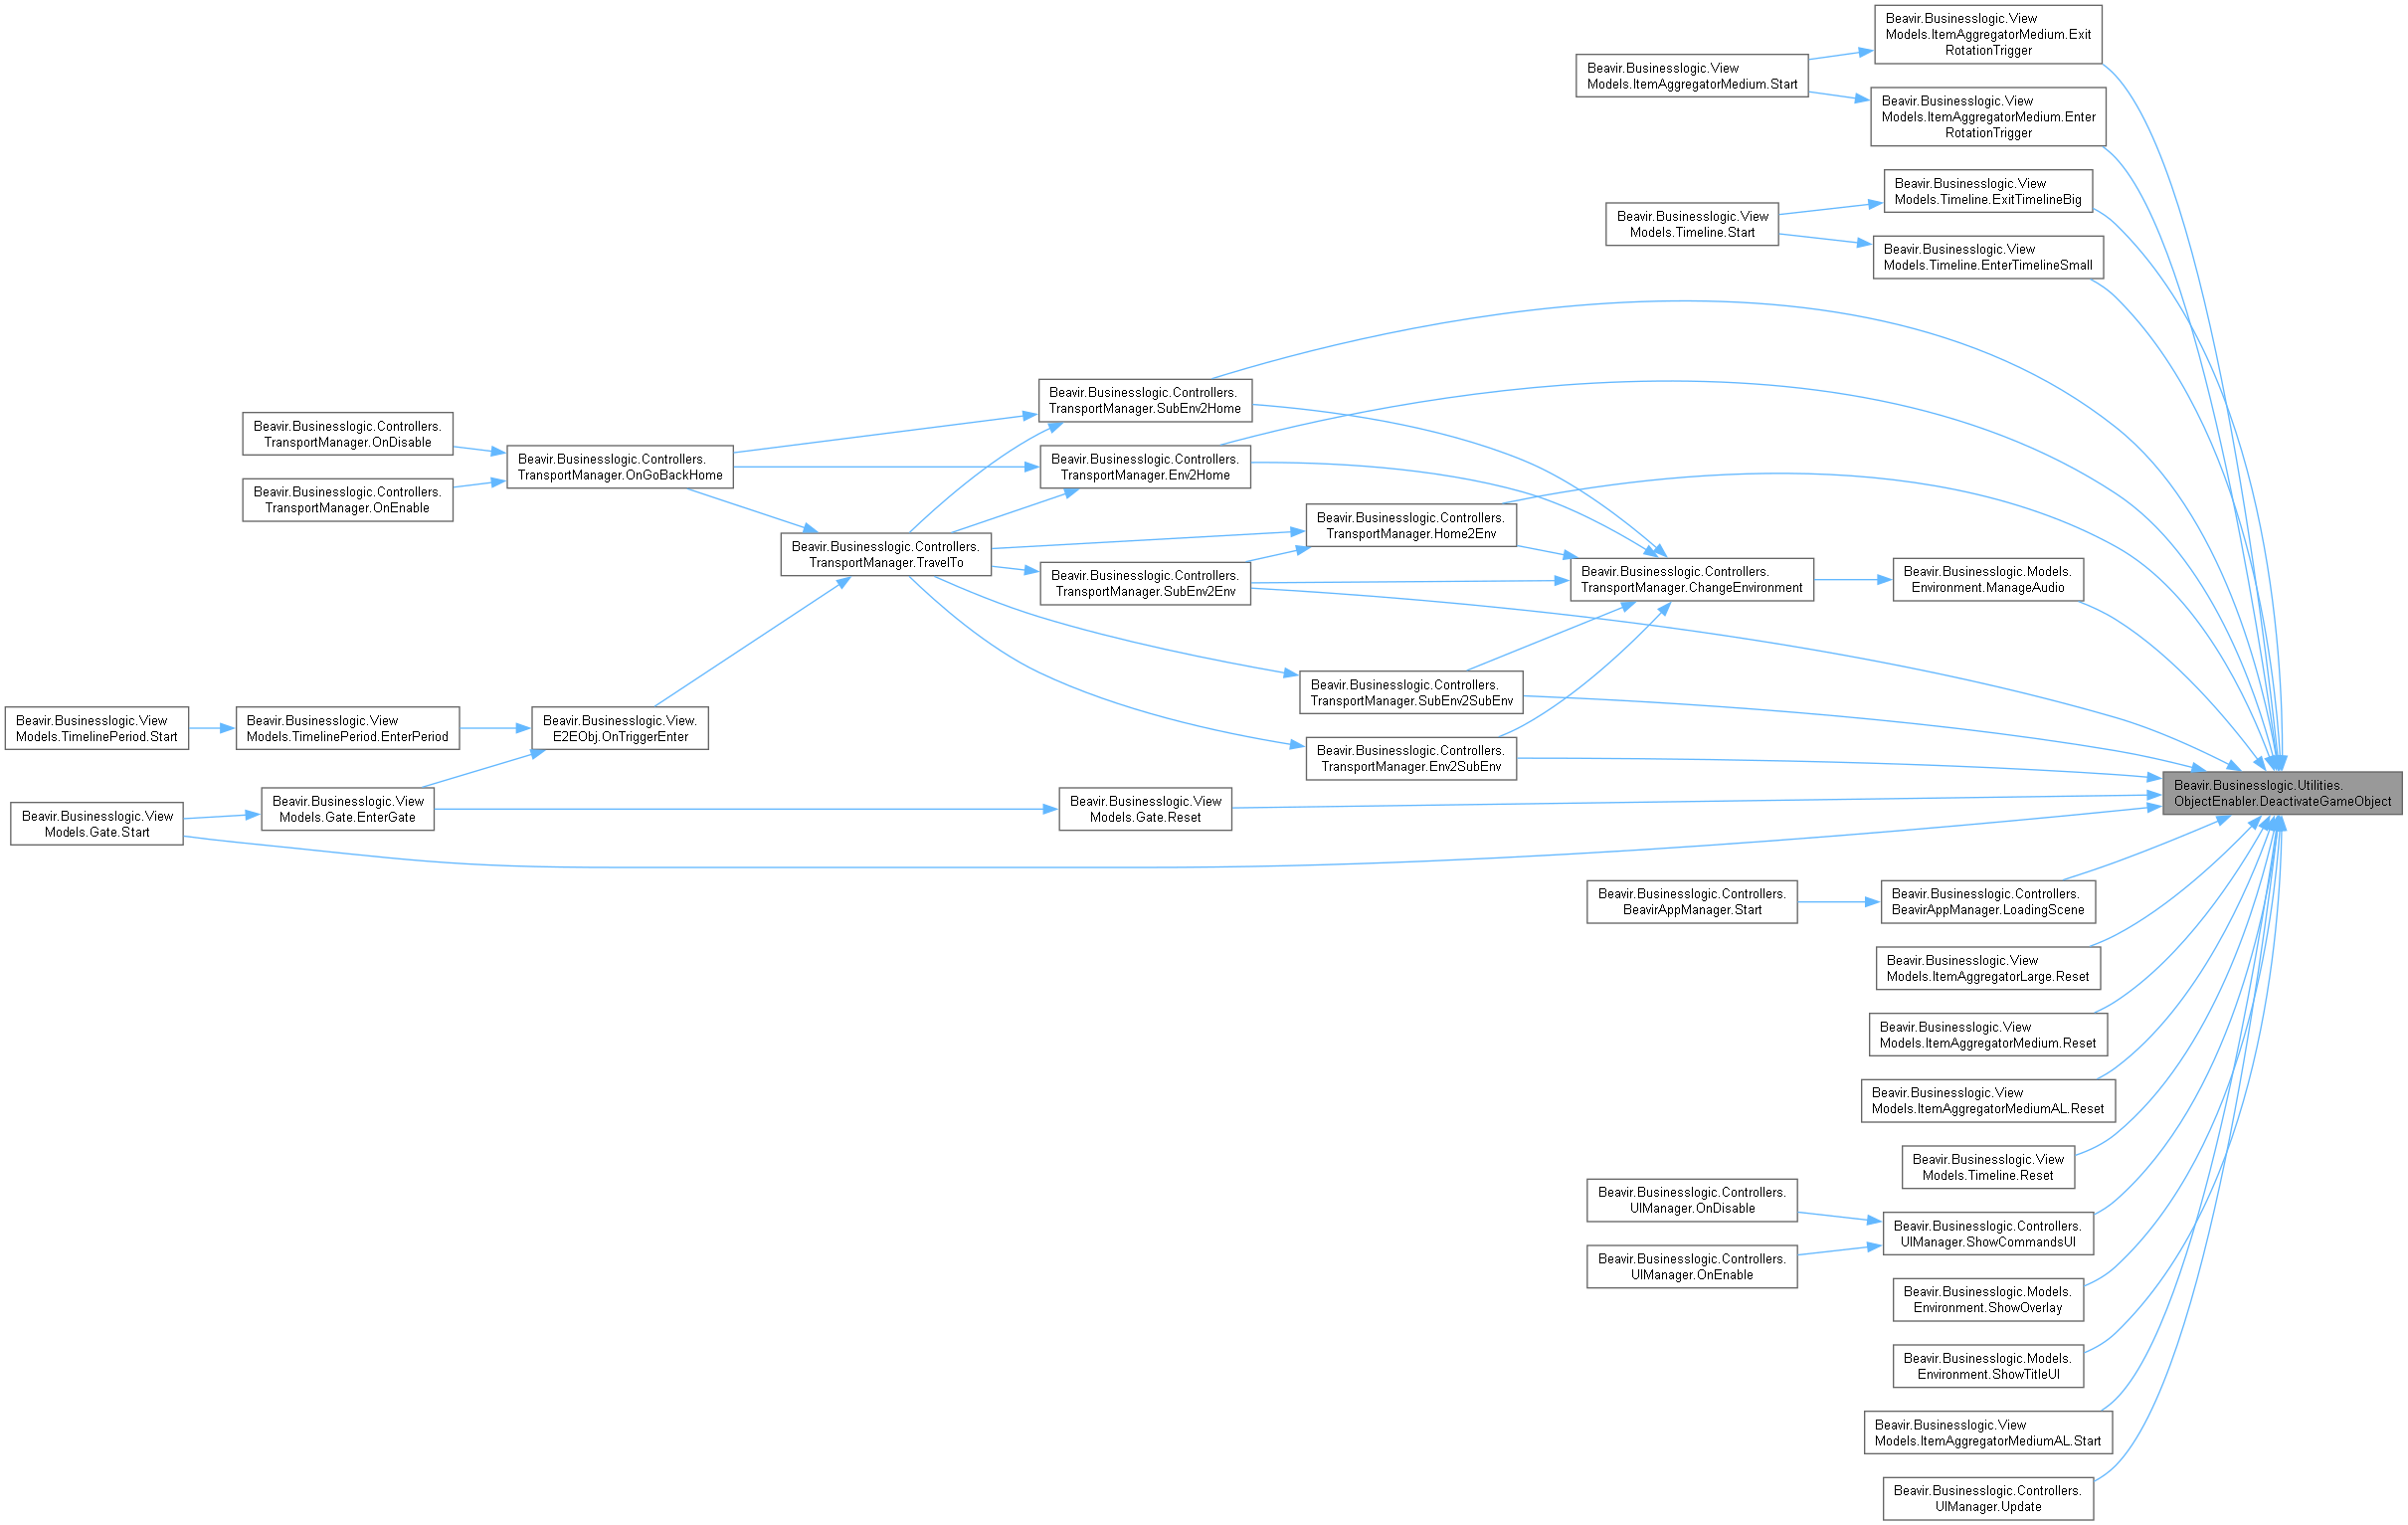 Beavir.Businesslogic.View
Models.ItemAggregatorMedium.Exit
RotationTrigger
Beavir.Businesslogic.View
Models.ItemAggregatorMedium.Start
Beavir.Businesslogic.View
Models.ItemAggregatorMedium.Enter
RotationTrigger
Beavir.Businesslogic.View
Models.Timeline.ExitTimelineBig
Beavir.Businesslogic.View
Models.Timeline.Start
Beavir.Businesslogic.View
Models.Timeline.EnterTimelineSmall
Beavir.Businesslogic.Controllers.
TransportManager.SubEnv2Home
Beavir.Businesslogic.Controllers.
TransportManager.OnDisable
Beavir.Businesslogic.Controllers.
TransportManager.OnGoBackHome
Beavir.Businesslogic.Controllers.
TransportManager.Env2Home
Beavir.Businesslogic.Controllers.
TransportManager.OnEnable
Beavir.Businesslogic.Controllers.
TransportManager.Home2Env
Beavir.Businesslogic.Controllers.
TransportManager.TravelTo
Beavir.Businesslogic.Controllers.
TransportManager.SubEnv2Env
Beavir.Businesslogic.Controllers.
TransportManager.ChangeEnvironment
Beavir.Businesslogic.Models.
Environment.ManageAudio
Beavir.Businesslogic.Controllers.
TransportManager.SubEnv2SubEnv
Beavir.Businesslogic.View
Models.TimelinePeriod.Start
Beavir.Businesslogic.View
Models.TimelinePeriod.EnterPeriod
Beavir.Businesslogic.View.
E2EObj.OnTriggerEnter
Beavir.Businesslogic.Controllers.
TransportManager.Env2SubEnv
Beavir.Businesslogic.Utilities.
ObjectEnabler.DeactivateGameObject
Beavir.Businesslogic.View
Models.Gate.Start
Beavir.Businesslogic.View
Models.Gate.EnterGate
Beavir.Businesslogic.View
Models.Gate.Reset
Beavir.Businesslogic.Controllers.
BeavirAppManager.Start
Beavir.Businesslogic.Controllers.
BeavirAppManager.LoadingScene
Beavir.Businesslogic.View
Models.ItemAggregatorLarge.Reset
Beavir.Businesslogic.View
Models.ItemAggregatorMedium.Reset
Beavir.Businesslogic.View
Models.ItemAggregatorMediumAL.Reset
Beavir.Businesslogic.View
Models.Timeline.Reset
Beavir.Businesslogic.Controllers.
UIManager.OnDisable
Beavir.Businesslogic.Controllers.
UIManager.ShowCommandsUI
Beavir.Businesslogic.Controllers.
UIManager.OnEnable
Beavir.Businesslogic.Models.
Environment.ShowOverlay
Beavir.Businesslogic.Models.
Environment.ShowTitleUI
Beavir.Businesslogic.View
Models.ItemAggregatorMediumAL.Start
Beavir.Businesslogic.Controllers.
UIManager.Update